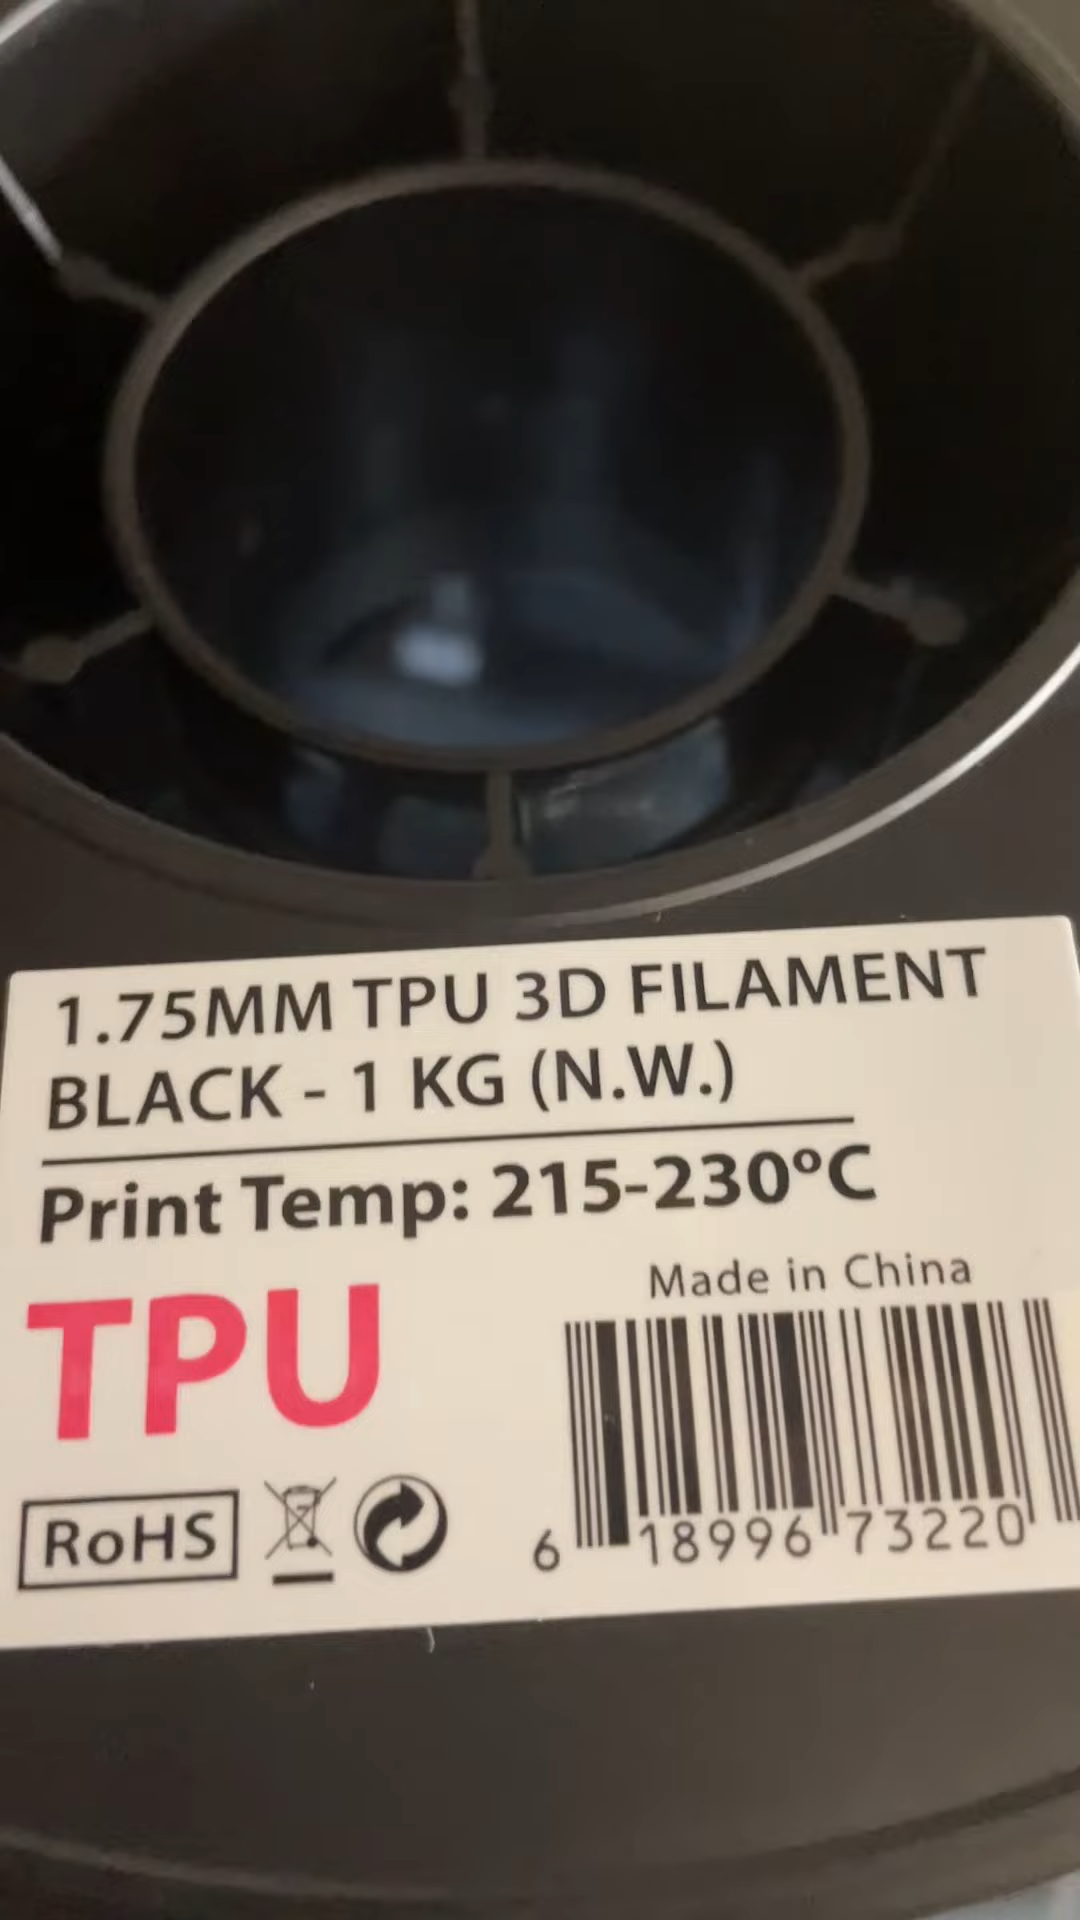 1.75MM TPU 3D FILAMENT
BLACK - 1 KG (N.W.)
Print Temp: 215-230ºC
TPU
Made in China
RoHS
6 18996 73220